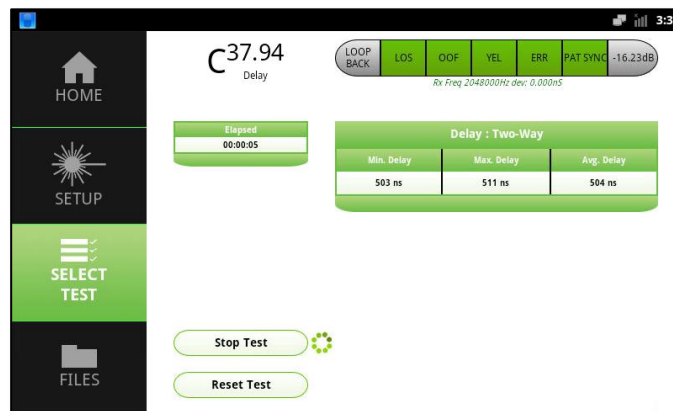 3:3
HOME
SETUP
SELECT
TEST
FILES
C37.94
Delay
LOOP
BACK
LOS
OOF
YEL
ERR
PAT SYNC
-16.23dB
Rx Freq 2048000Hz dev: 0.000nS
Elapsed
00:00:05
Delay : Two-Way
Min. Delay
Max. Delay
Avg. Delay
503 ns
511 ns
504 ns
Stop Test
Reset Test